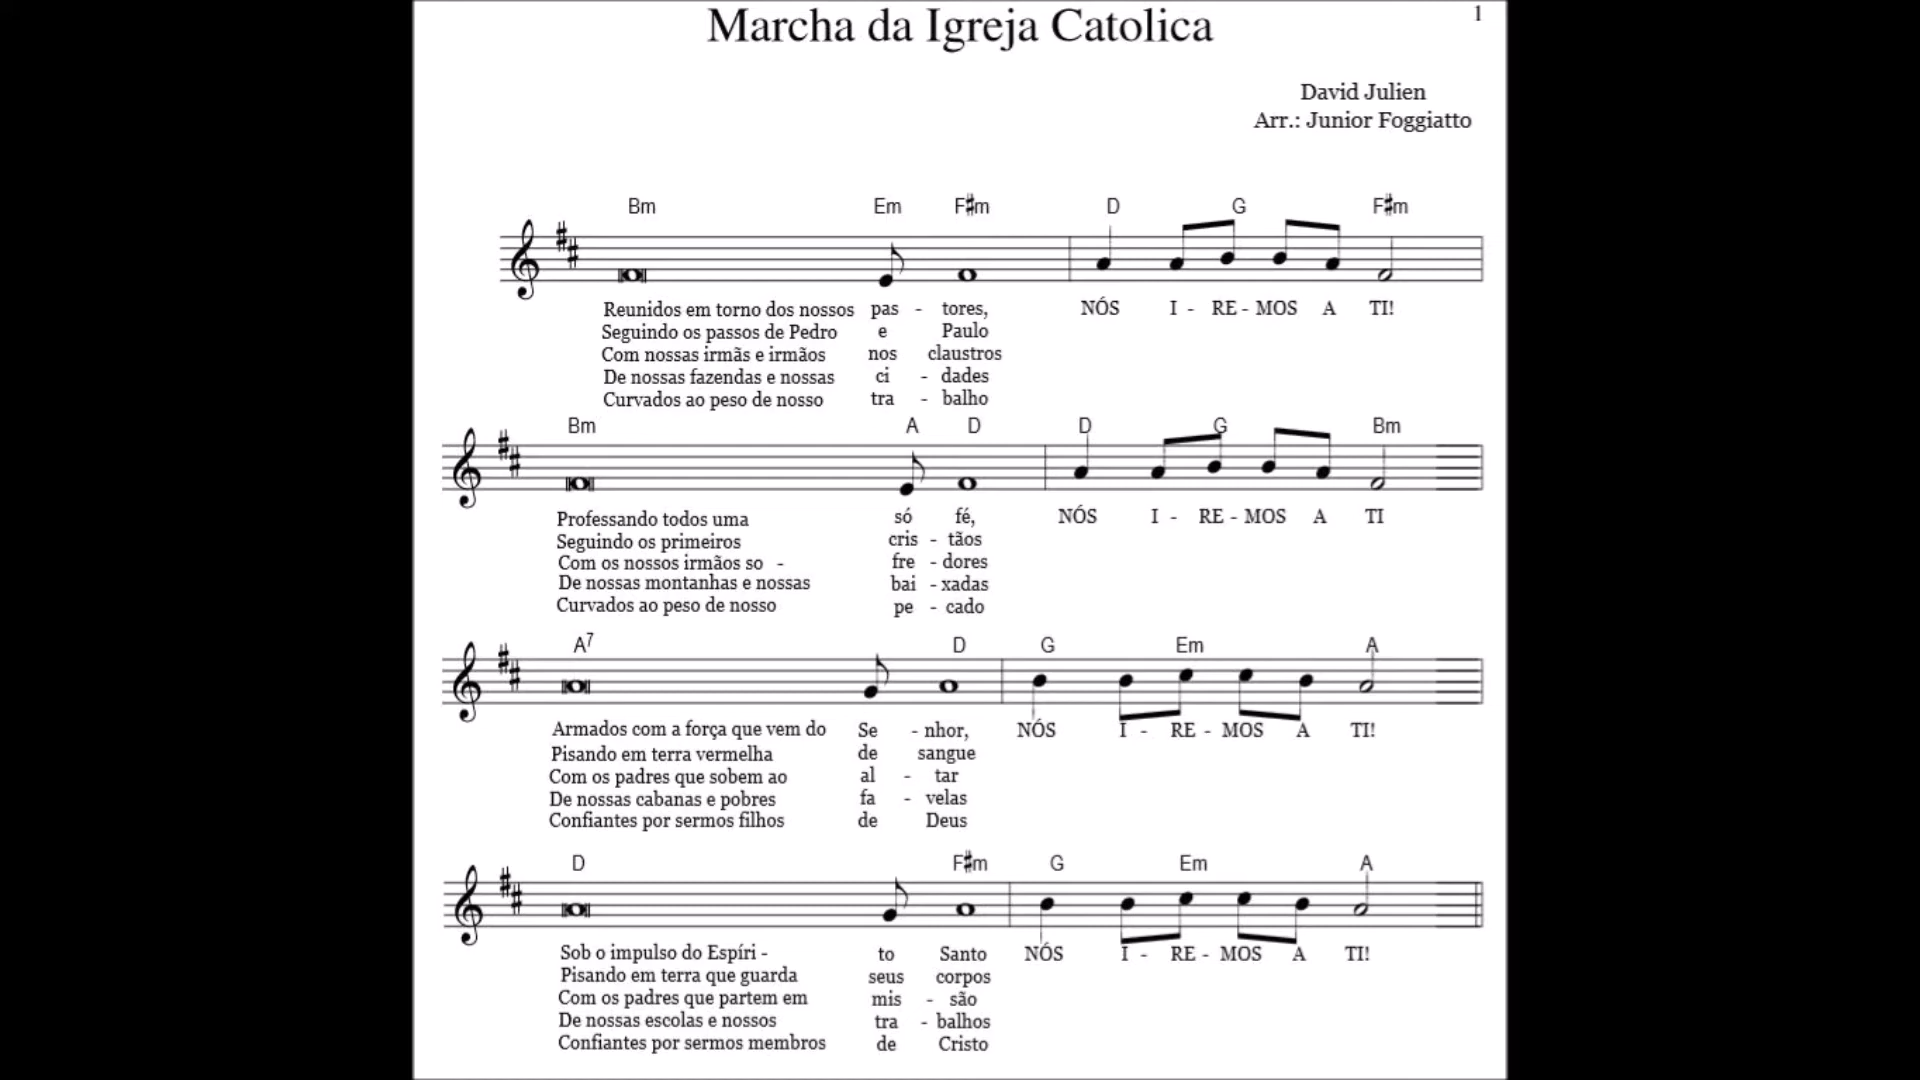 Marcha da Igreja Catolica
1
David Julien
Arr.: Junior Foggiatto
Bm Em F#m D G F#m
Reunidos em torno dos nossos pas - tores, NÓS I - RE - MOS A TI!
Seguindo os passos de Pedro e Paulo
Com nossas irmãs e irmãos nos claustros
De nossas fazendas e nossas ci - dades
Curvados ao peso de nosso tra - balho
Bm A D D G Bm
Professando todos uma só fé, NÓS I - RE - MOS A TI
Seguindo os primeiros cris - tãos
Com os nossos irmãos so - fre - dores
De nossas montanhas e nossas bai - xadas
Curvados ao peso de nosso pe - cado
A7 D G Em A
Armados com a força que vem do Se - nhor, NÓS I - RE - MOS A TI!
Pisando em terra vermelha de sangue
Com os padres que sobem ao al - tar
De nossas cabanas e pobres fa - velas
Confiantes por sermos filhos de Deus
D F#m G Em A
Sob o impulso do Espíri - to Santo NÓS I - RE - MOS A TI!
Pisando em terra que guarda seus corpos
Com os padres que partem em mis - são
De nossas escolas e nossos tra - balhos
Confiantes por sermos membros de Cristo